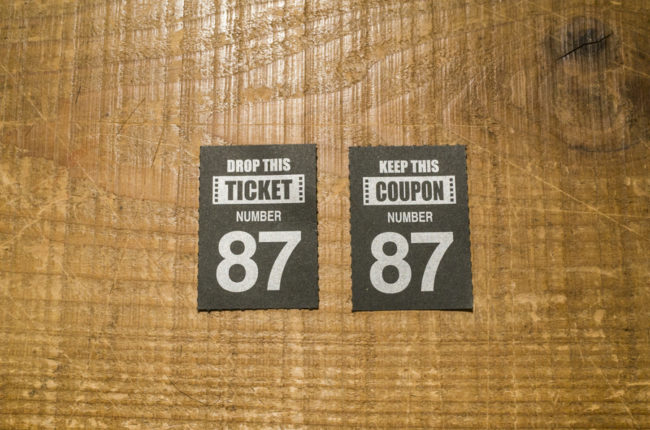 DROP THIS
TICKET
NUMBER
87
KEEP THIS
COUPON
NUMBER
87